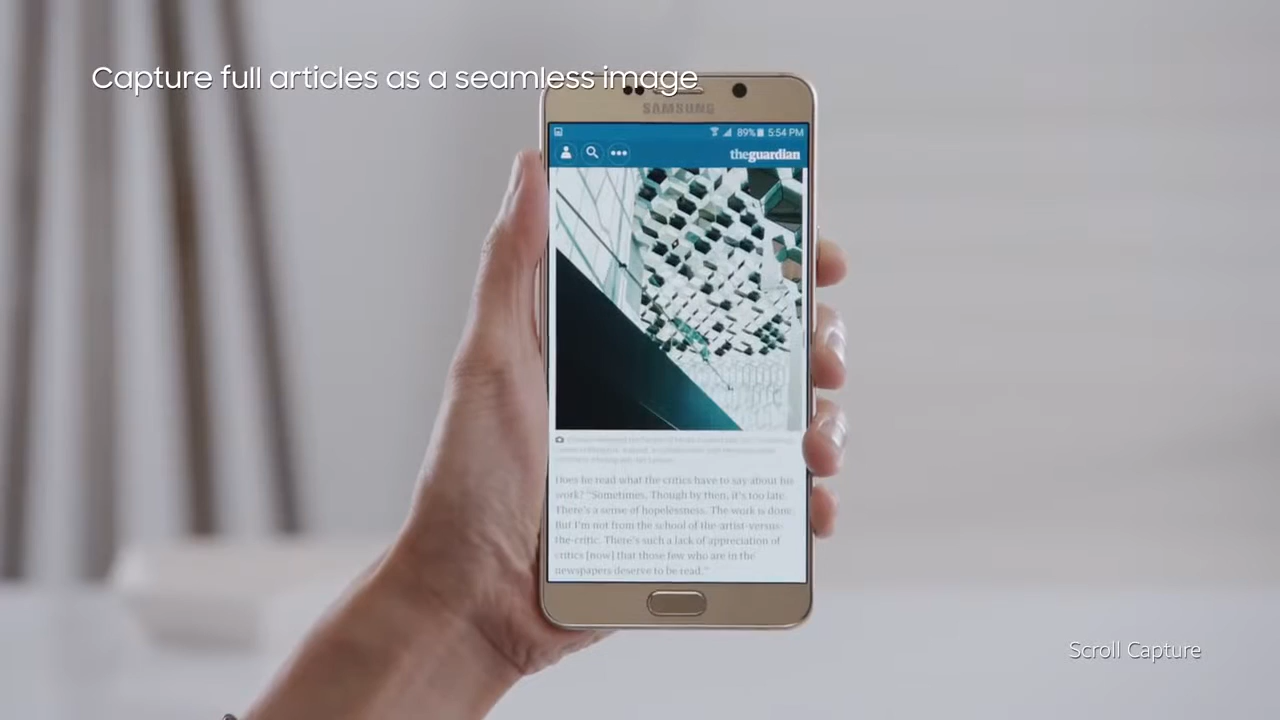 Capture full articles as a seamless image
SAMSUNG
89% 5:54 PM
theguardian
Does he read what the critics have to say about his
work? "Sometimes. Though by then, it's too late.
There's a sense of hopelessness. The work is done.
But I'm not from the school of the-artist-versus-
the-critic. There's such a lack of appreciation of
critics [now] that those few who are in the
newspapers deserve to be read."
Scroll Capture